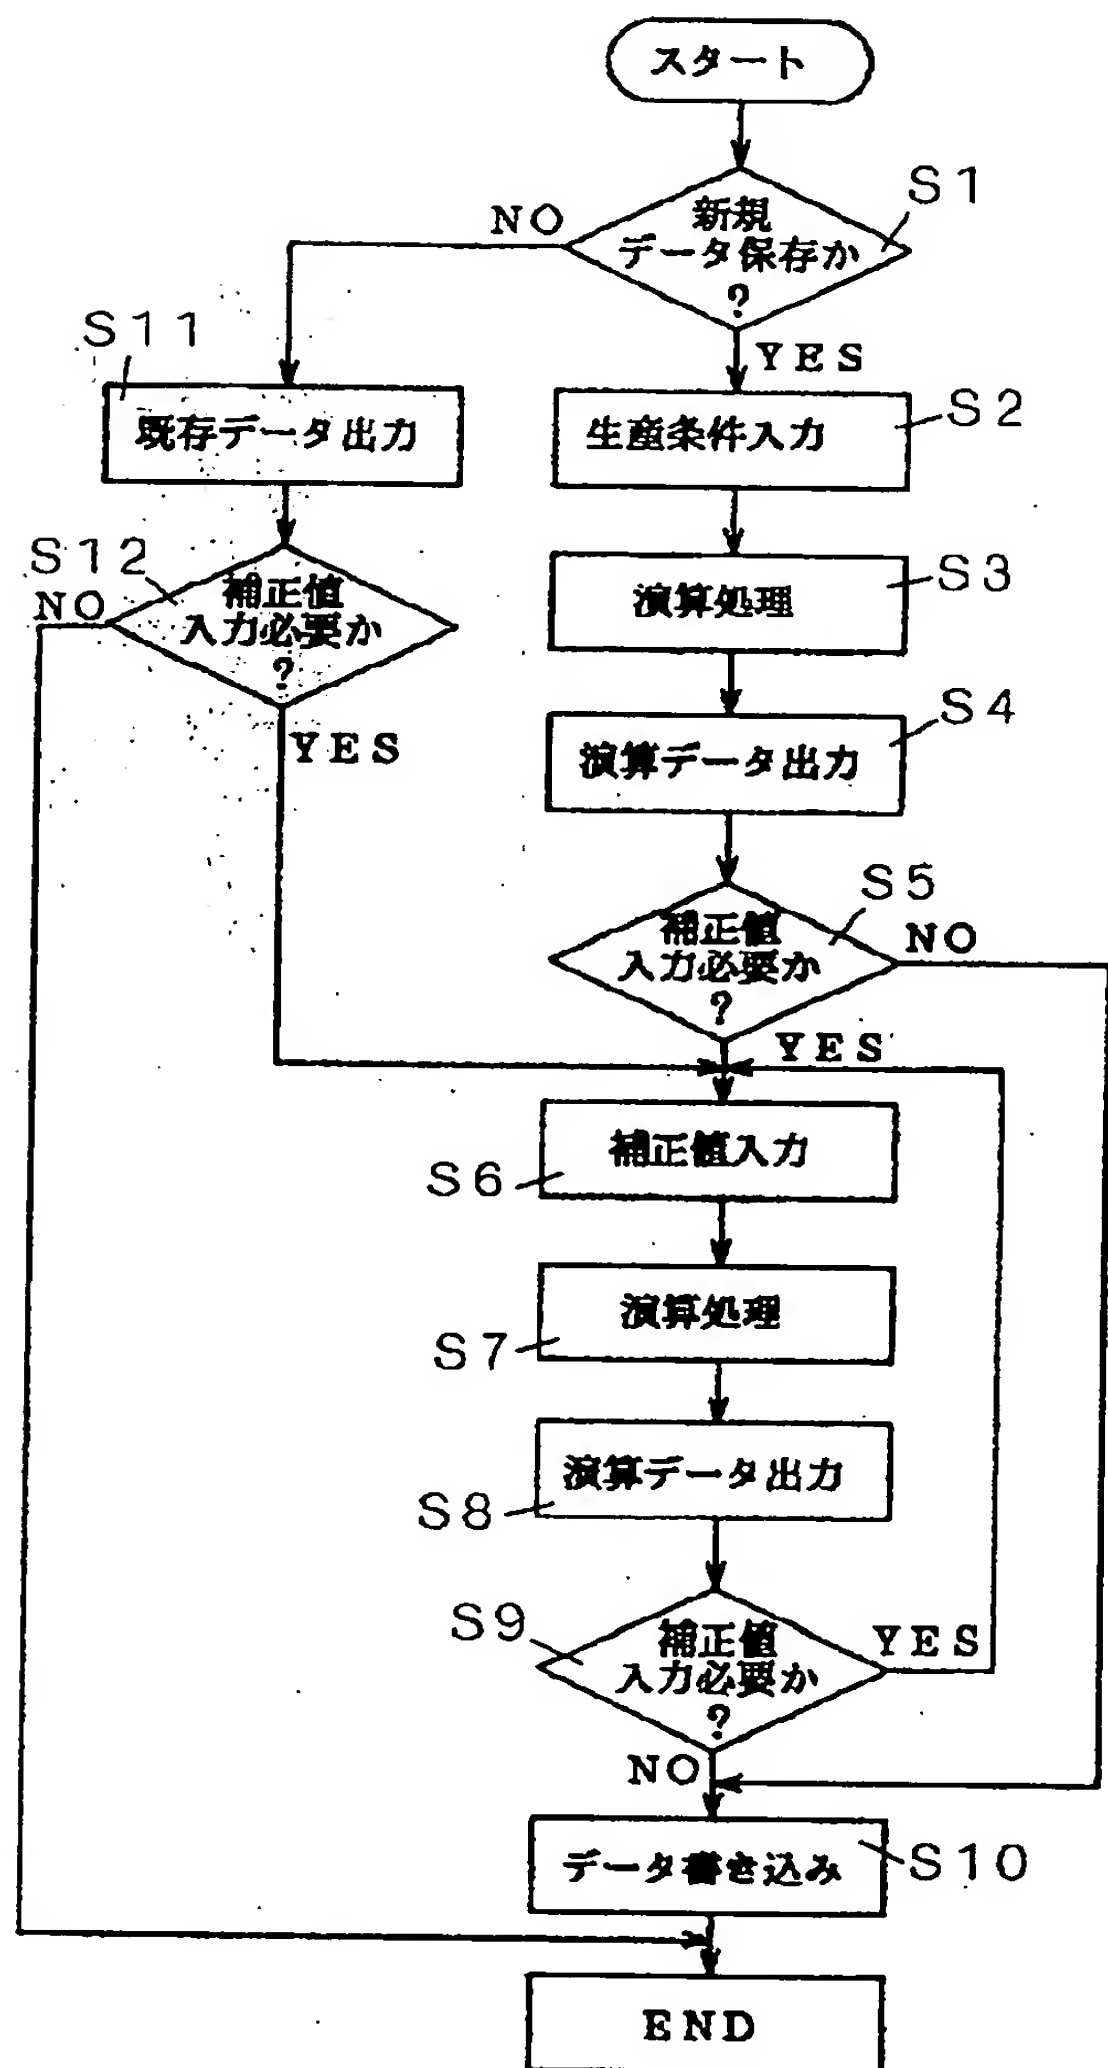 スタート
S1
新規
データ保存か
?
NO
YES
S11
既存データ出力
S2
生産条件入力
S12
補正値
入力必要か
?
NO
YES
S3
演算処理
S4
演算データ出力
S5
補正値
入力必要か
?
NO
YES
S6
補正値入力
S7
演算処理
S8
演算データ出力
S9
補正値
入力必要か
?
YES
NO
S10
データ書き込み
END